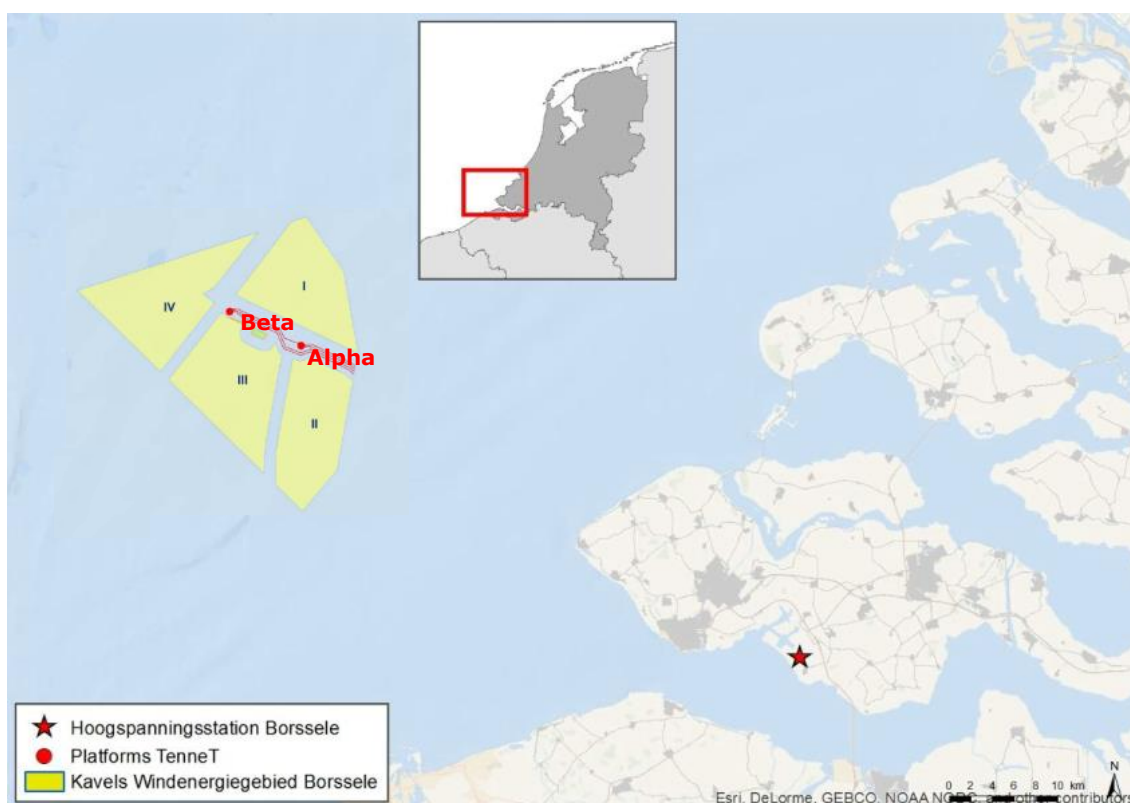 I
IV
Beta
Alpha
III
II
Hoogspanningsstation Borssele
Platforms TenneT
Kavels Windenergiegebied Borssele
N
0 2 4 6 8 10 km
Esri, DeLorme, GEBCO, NOAA NGDC, and other contributors